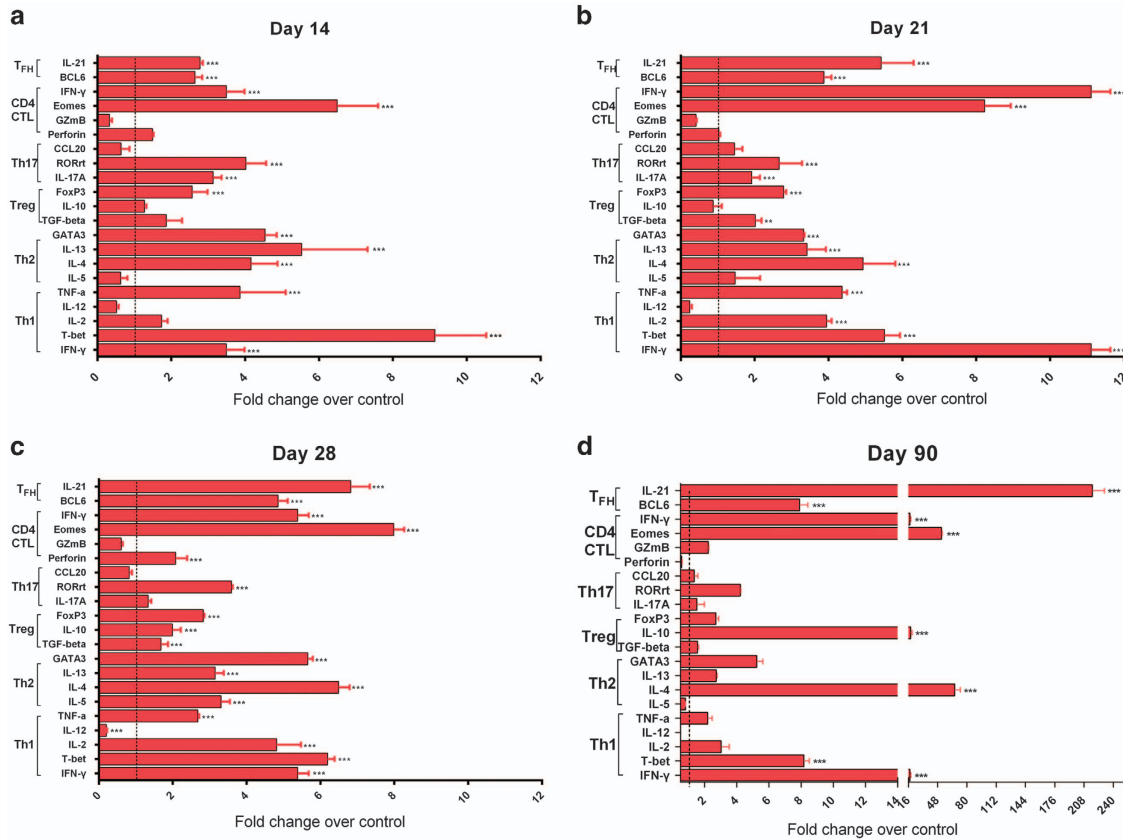 a
Day 14
T_FH
IL-21 ***
BCL6 ***
CD4 CTL
IFN-γ ***
Eomes ***
GZmB
Perforin
Th17
CCL20
RORrt ***
IL-17A ***
Treg
FoxP3 ***
IL-10
TGF-beta
Th2
GATA3 ***
IL-13 ***
IL-4 ***
IL-5
Th1
TNF-a ***
IL-12
IL-2
T-bet ***
IFN-γ ***
0 2 4 6 8 10 12
Fold change over control
b
Day 21
T_FH
IL-21 ***
BCL6 ***
CD4 CTL
IFN-γ ***
Eomes ***
GZmB
Perforin
Th17
CCL20
RORrt ***
IL-17A ***
Treg
FoxP3 ***
IL-10
TGF-beta **
Th2
GATA3 ***
IL-13 ***
IL-4 ***
IL-5
Th1
TNF-a ***
IL-12
IL-2 ***
T-bet ***
IFN-γ ***
0 2 4 6 8 10 12
Fold change over control
c
Day 28
T_FH
IL-21 ***
BCL6 ***
CD4 CTL
IFN-γ ***
Eomes ***
GZmB
Perforin ***
Th17
CCL20
RORrt ***
IL-17A
Treg
FoxP3 ***
IL-10 ***
TGF-beta ***
Th2
GATA3 ***
IL-13 ***
IL-4 ***
IL-5 ***
Th1
TNF-a ***
IL-12 ***
IL-2 ***
T-bet ***
IFN-γ ***
0 2 4 6 8 10 12
Fold change over control
d
Day 90
T_FH
IL-21 ***
BCL6 ***
CD4 CTL
IFN-γ ***
Eomes ***
GZmB
Perforin
Th17
CCL20
RORrt
IL-17A
Treg
FoxP3
IL-10 ***
TGF-beta
Th2
GATA3
IL-13
IL-4 ***
IL-5
Th1
TNF-a
IL-12
IL-2
T-bet ***
IFN-γ ***
2 4 6 8 10 12 14 16 48 80 112 144 176 208 240
Fold change over control